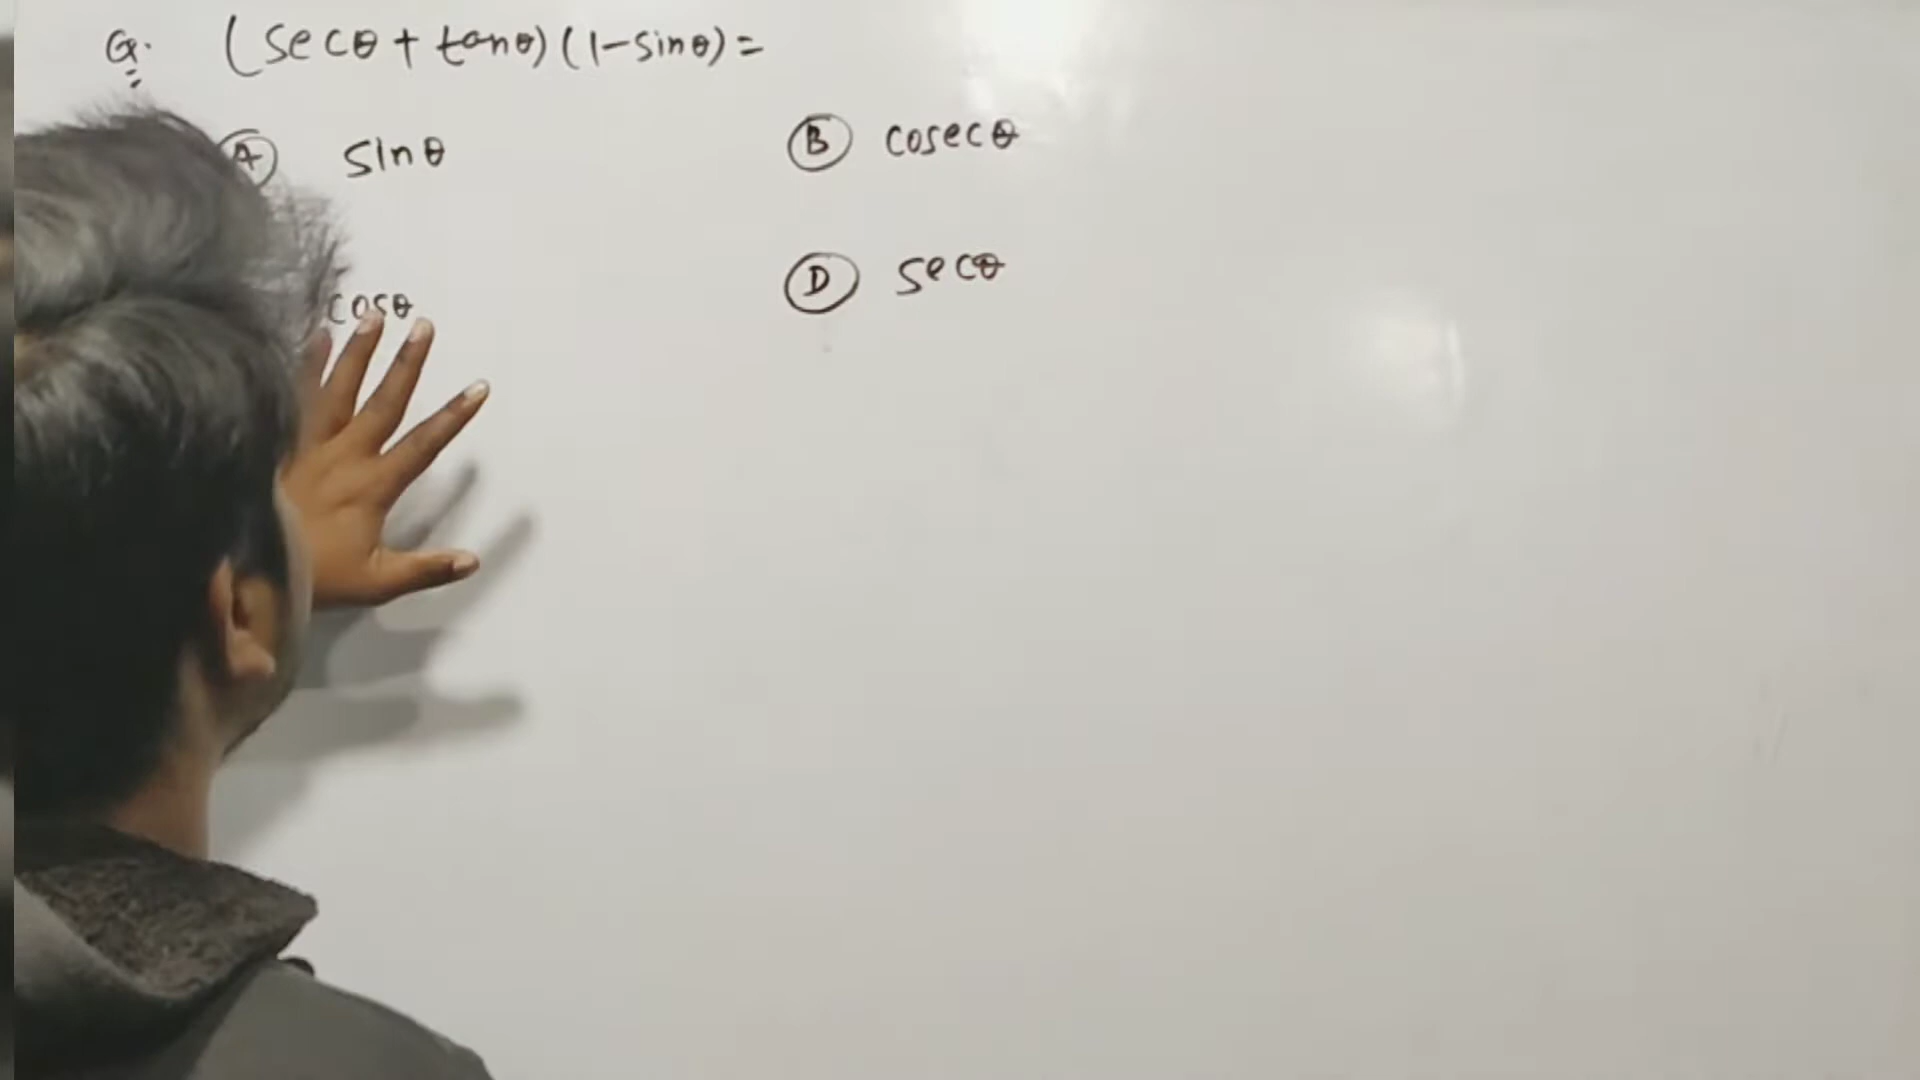 Q. (secθ + tanθ)(1-sinθ) =
A sinθ B cosecθ
cosθ D secθ